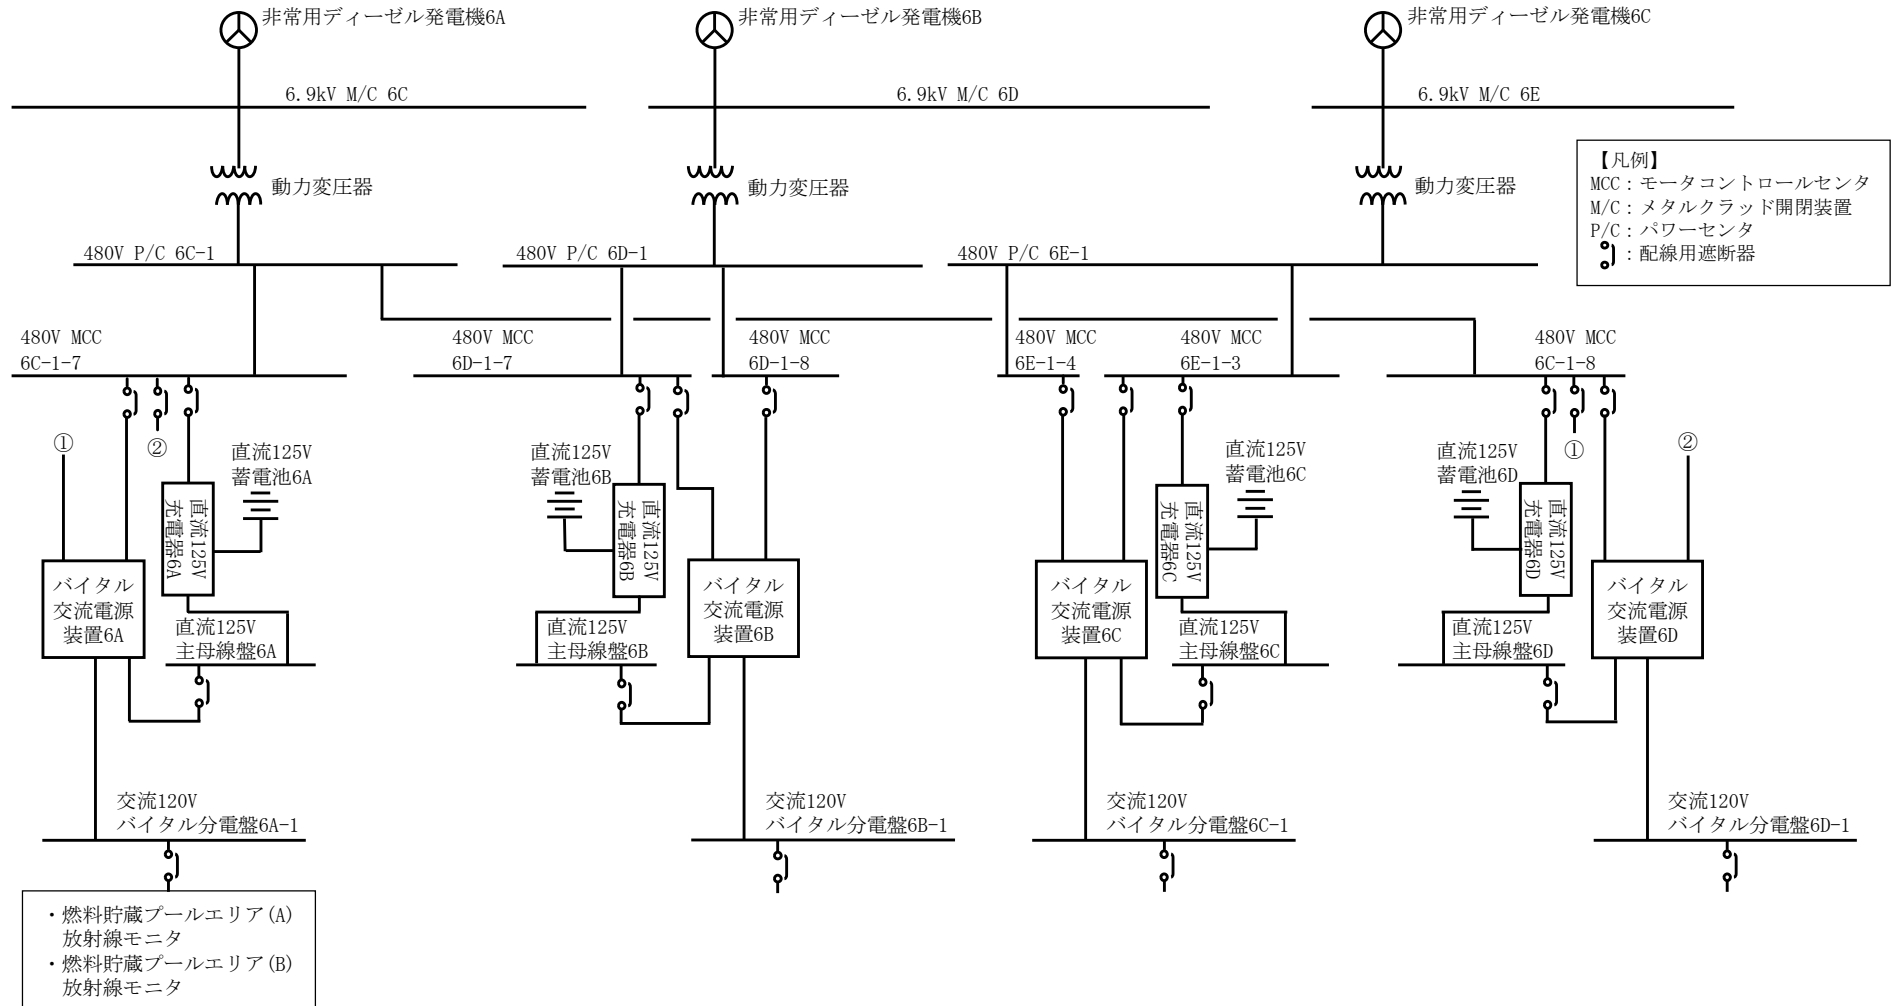 非常用ディーゼル発電機6A
非常用ディーゼル発電機6B
非常用ディーゼル発電機6C
6.9kV M/C 6C
6.9kV M/C 6D
6.9kV M/C 6E
動力変圧器
動力変圧器
動力変圧器
【凡例】
MCC：モータコントロールセンタ
M/C：メタルクラッド開閉装置
P/C：パワーセンタ
：配線用遮断器
480V P/C 6C-1
480V P/C 6D-1
480V P/C 6E-1
480V MCC
6C-1-7
480V MCC
6D-1-7
480V MCC
6D-1-8
480V MCC
6E-1-4
480V MCC
6E-1-3
480V MCC
6C-1-8
①
②
直流125V
蓄電池6A
直流125V
充電器6A
バイタル
交流電源
装置6A
直流125V
主母線盤6A
直流125V
蓄電池6B
直流125V
充電器6B
バイタル
交流電源
装置6B
直流125V
主母線盤6B
直流125V
蓄電池6C
直流125V
充電器6C
バイタル
交流電源
装置6C
直流125V
主母線盤6C
直流125V
蓄電池6D
直流125V
充電器6D
①
②
バイタル
交流電源
装置6D
直流125V
主母線盤6D
交流120V
バイタル分電盤6A-1
交流120V
バイタル分電盤6B-1
交流120V
バイタル分電盤6C-1
交流120V
バイタル分電盤6D-1
・燃料貯蔵プールエリア(A)
放射線モニタ
・燃料貯蔵プールエリア(B)
放射線モニタ